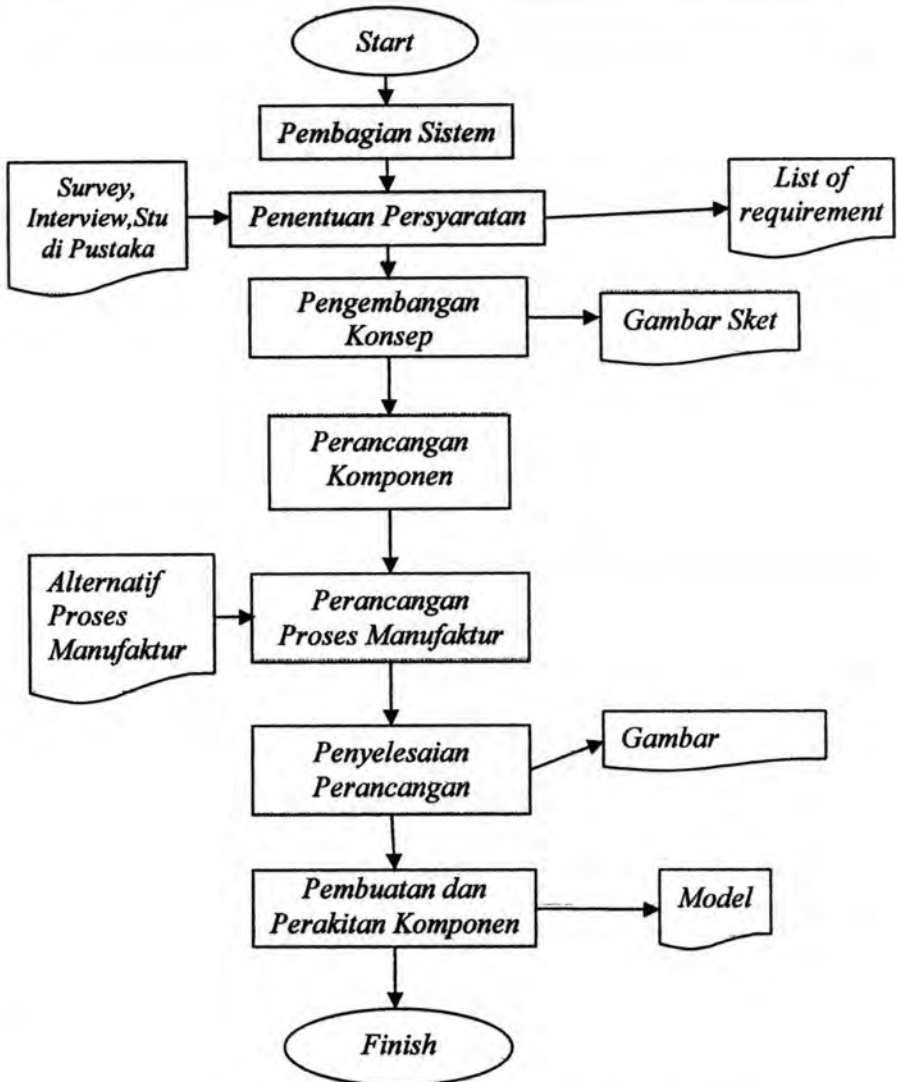 Start
Pembagian Sistem
Survey,
Interview,Stu
di Pustaka
Penentuan Persyaratan
List of
requirement
Pengembangan
Konsep
Gambar Sket
Perancangan
Komponen
Alternatif
Proses
Manufaktur
Perancangan
Proses Manufaktur
Penyelesaian
Perancangan
Gambar
Pembuatan dan
Perakitan Komponen
Model
Finish